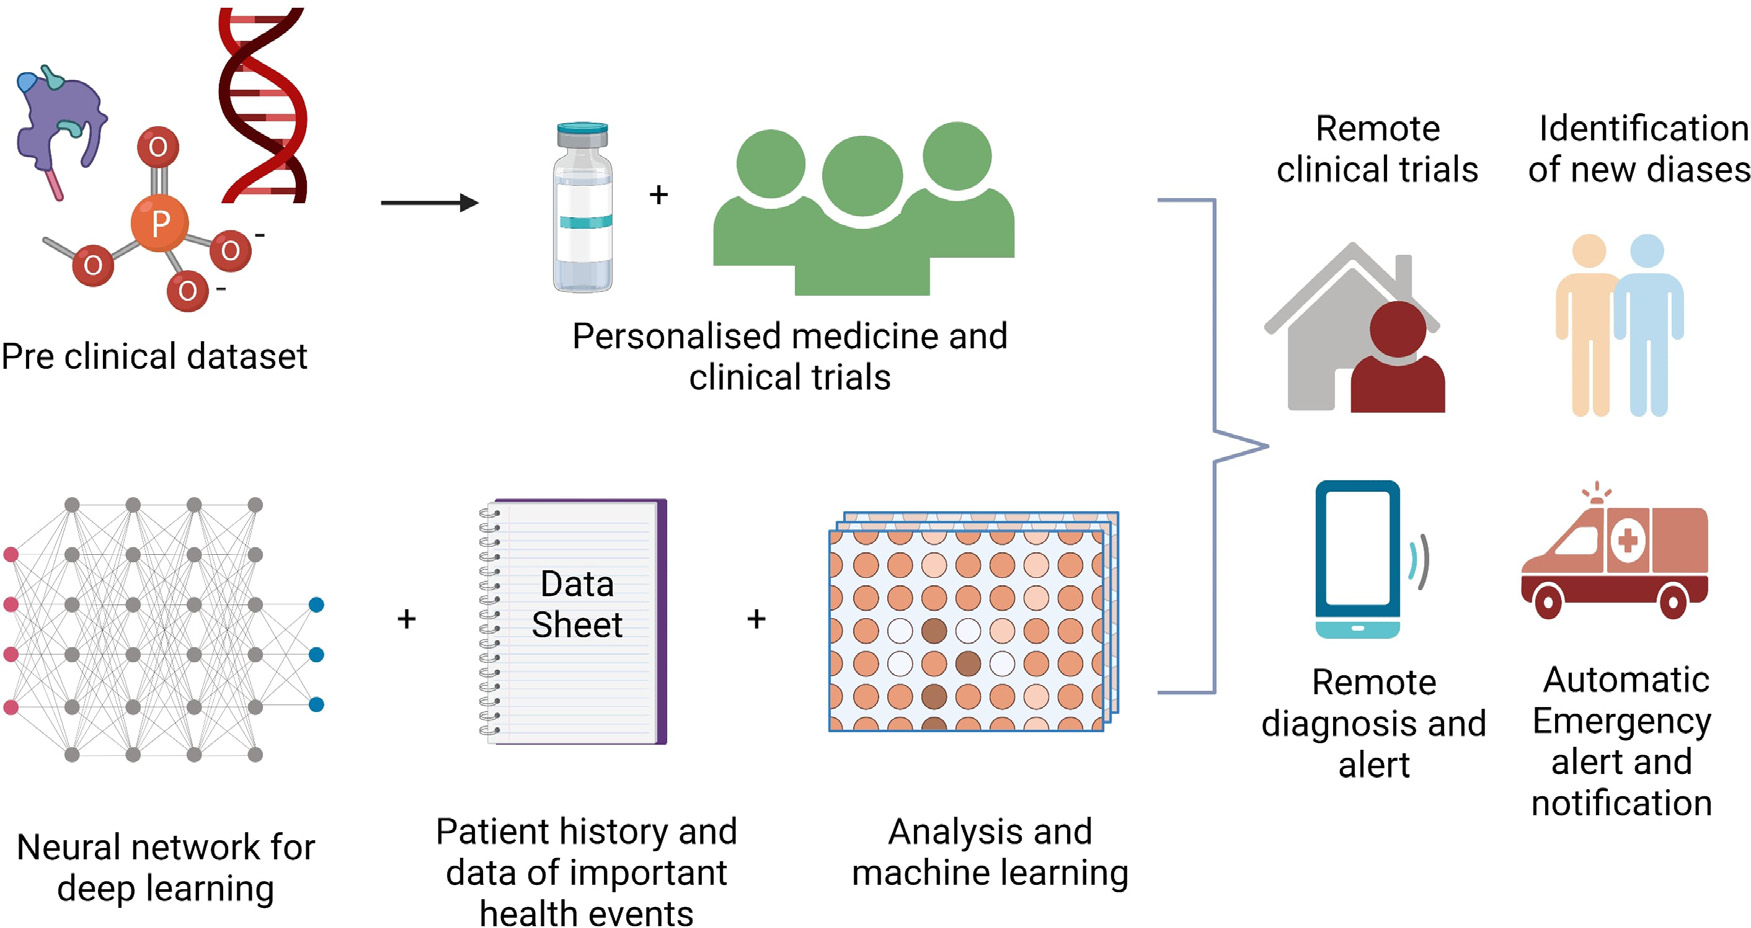 O
P
O
O
-
O
-
Pre clinical dataset
+
Personalised medicine and
clinical trials
Remote
clinical trials
Identification
of new diases
Neural network for
deep learning
+
Data
Sheet
Patient history and
data of important
health events
+
Analysis and
machine learning
Remote
diagnosis and
alert
Automatic
Emergency
alert and
notification